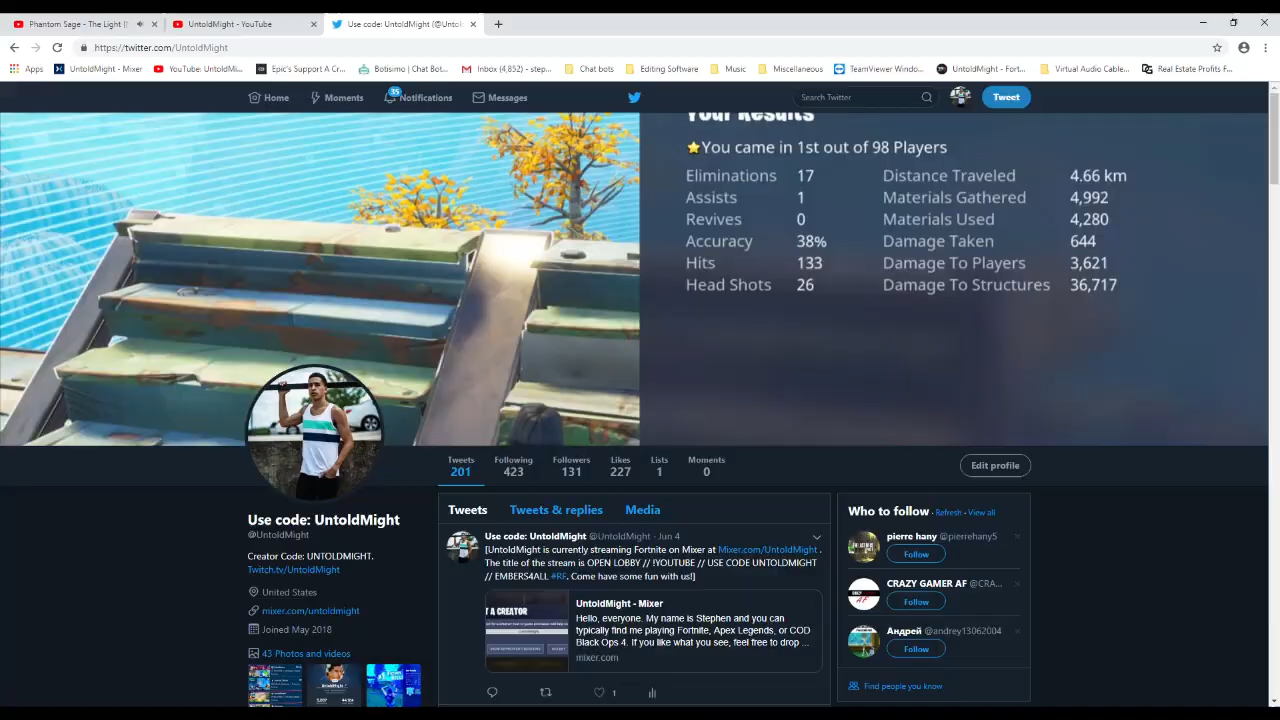 Phantom Sage - The Light [
UntoldMight - YouTube
Use code: UntoldMight (@Untol
https://twitter.com/UntoldMight
Apps
UntoldMight - Mixer
YouTube: UntoldMi...
Epic's Support A Cr...
Botisimo | Chat Bot...
Inbox (4,852) - step...
Chat bots
Editing Software
Music
Miscellaneous
TeamViewer Windo...
UntoldMight - Fort...
Virtual Audio Cable...
Real Estate Profits F...
Home
Moments
35
Notifications
Messages
Search Twitter
Tweet
Your Results
You came in 1st out of 98 Players
Eliminations 17 Distance Traveled 4.66 km
Assists 1 Materials Gathered 4,992
Revives 0 Materials Used 4,280
Accuracy 38% Damage Taken 644
Hits 133 Damage To Players 3,621
Head Shots 26 Damage To Structures 36,717
Tweets Following Followers Likes Lists Moments
201 423 131 227 1 0
Edit profile
Use code: UntoldMight
@UntoldMight
Creator Code: UNTOLDMIGHT.
Twitch.tv/UntoldMight
United States
mixer.com/untoldmight
Joined May 2018
43 Photos and videos
Tweets Tweets & replies Media
Use code: UntoldMight @UntoldMight - Jun 4
[UntoldMight is currently streaming Fortnite on Mixer at Mixer.com/UntoldMight .
The title of the stream is OPEN LOBBY // !YOUTUBE // USE CODE UNTOLDMIGHT
// EMBERS4ALL #RF. Come have some fun with us!]
T A CREATOR
UntoldMight - Mixer
Hello, everyone. My name is Stephen and you can
typically find me playing Fortnite, Apex Legends, or COD
Black Ops 4. If you like what you see, feel free to drop ...
mixer.com
1
Who to follow · Refresh · View all
pierre hany @pierrehany5
Follow
CRAZY GAMER AF @CRA...
Follow
Андрей @andrey13062004
Follow
Find people you know